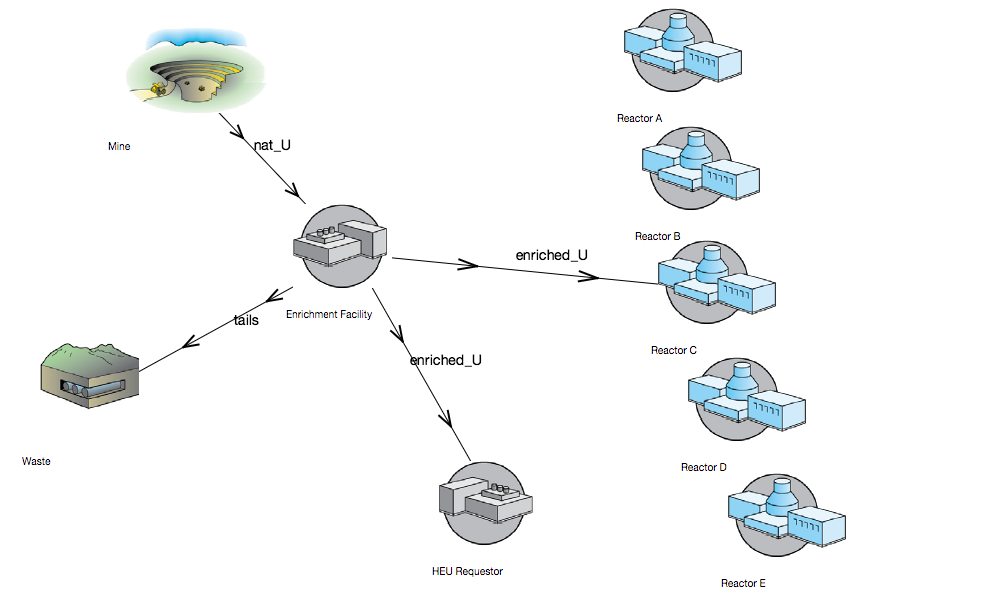 Reactor A
Mine
nat_U
Reactor B
enriched_U
Enrichment Facility
tails
Reactor C
enriched_U
Waste
Reactor D
HEU Requestor
Reactor E